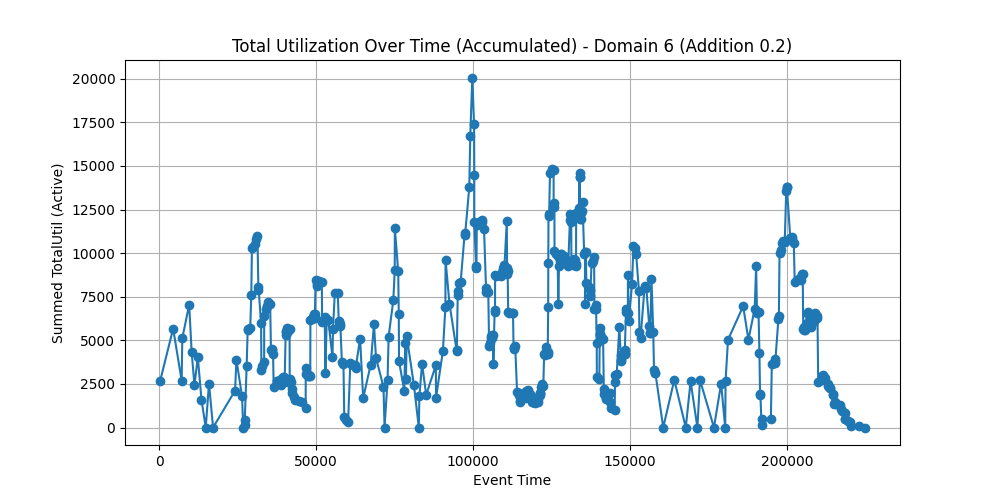 Total Utilization Over Time (Accumulated) - Domain 6 (Addition 0.2)
Summed TotalUtil (Active)
20000
17500
15000
12500
10000
7500
5000
2500
0
0 50000 100000 150000 200000
Event Time